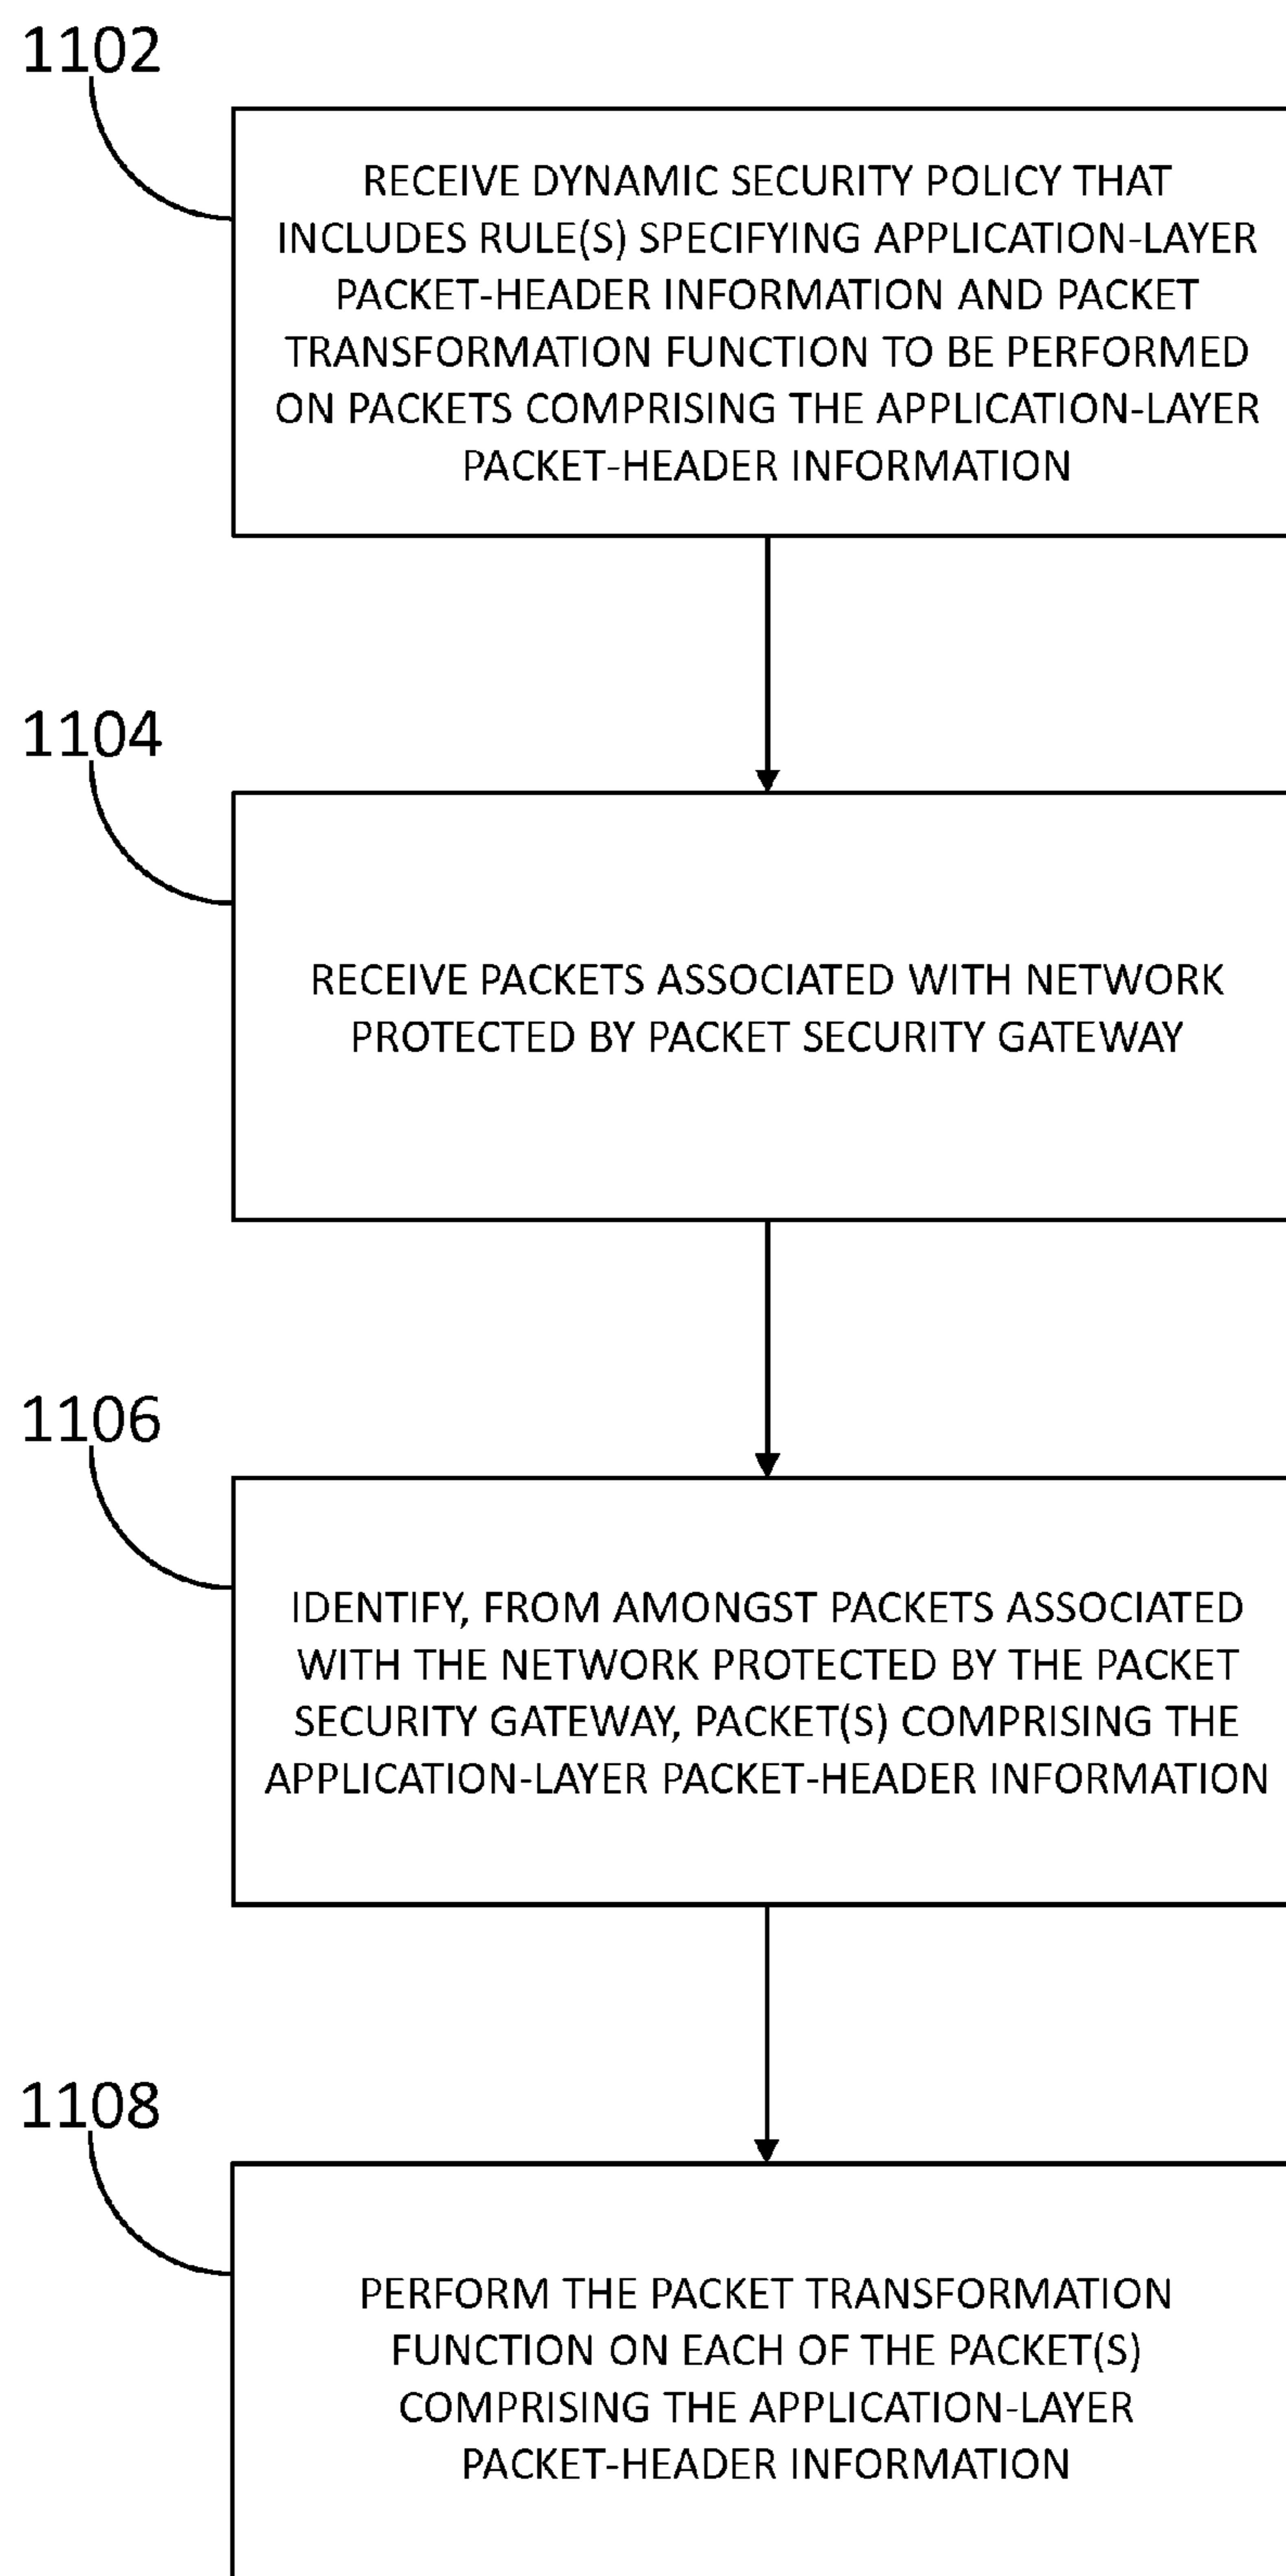 1102
RECEIVE DYNAMIC SECURITY POLICY THAT
INCLUDES RULE(S) SPECIFYING APPLICATION-LAYER
PACKET-HEADER INFORMATION AND PACKET
TRANSFORMATION FUNCTION TO BE PERFORMED
ON PACKETS COMPRISING THE APPLICATION-LAYER
PACKET-HEADER INFORMATION
1104
RECEIVE PACKETS ASSOCIATED WITH NETWORK
PROTECTED BY PACKET SECURITY GATEWAY
1106
IDENTIFY, FROM AMONGST PACKETS ASSOCIATED
WITH THE NETWORK PROTECTED BY THE PACKET
SECURITY GATEWAY, PACKET(S) COMPRISING THE
APPLICATION-LAYER PACKET-HEADER INFORMATION
1108
PERFORM THE PACKET TRANSFORMATION
FUNCTION ON EACH OF THE PACKET(S)
COMPRISING THE APPLICATION-LAYER
PACKET-HEADER INFORMATION